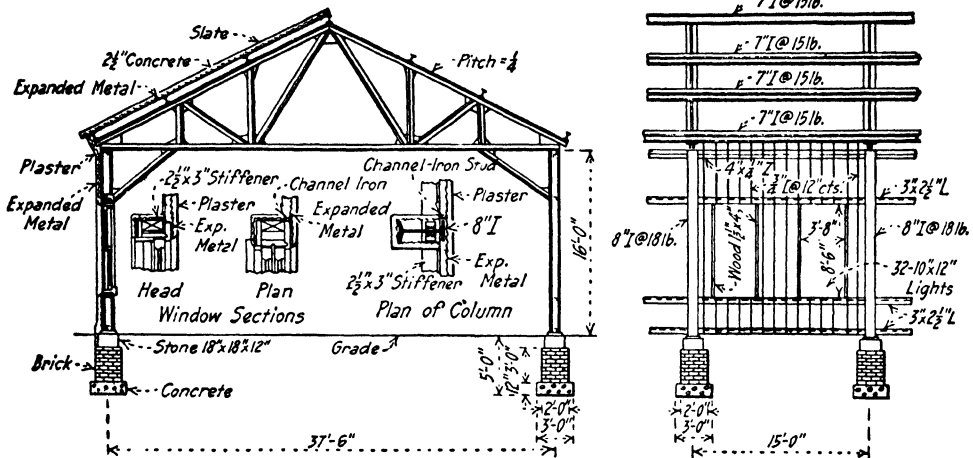 Slate
2½" Concrete
Expanded Metal
Pitch = ¼
Plaster
Expanded
Metal
2½"x3" Stiffener
Plaster
Exp.
Metal
Head
Channel Iron
Expanded
Metal
Plan
Window Sections
Channel-Iron Stud
Plaster
8"I
Exp.
Metal
2½"x3" Stiffener
Plan of Column
16'-0"
Stone 18"x18"x12"
Grade
Brick
Concrete
5'-0"
3'-0"
12"
2'-0"
3'-0"
37'-6"
7"I@15lb.
7"I@15lb.
7"I@15lb.
7"I@15lb.
¾"I@12"cts.
3"x2½"L
8"I@18lb.
Wood 1½"x4"
3'-8"
8'-6"
8"I@18lb.
32-10"x12"
Lights
3"x2½"L
2'-0"
3'-0"
15'-0"